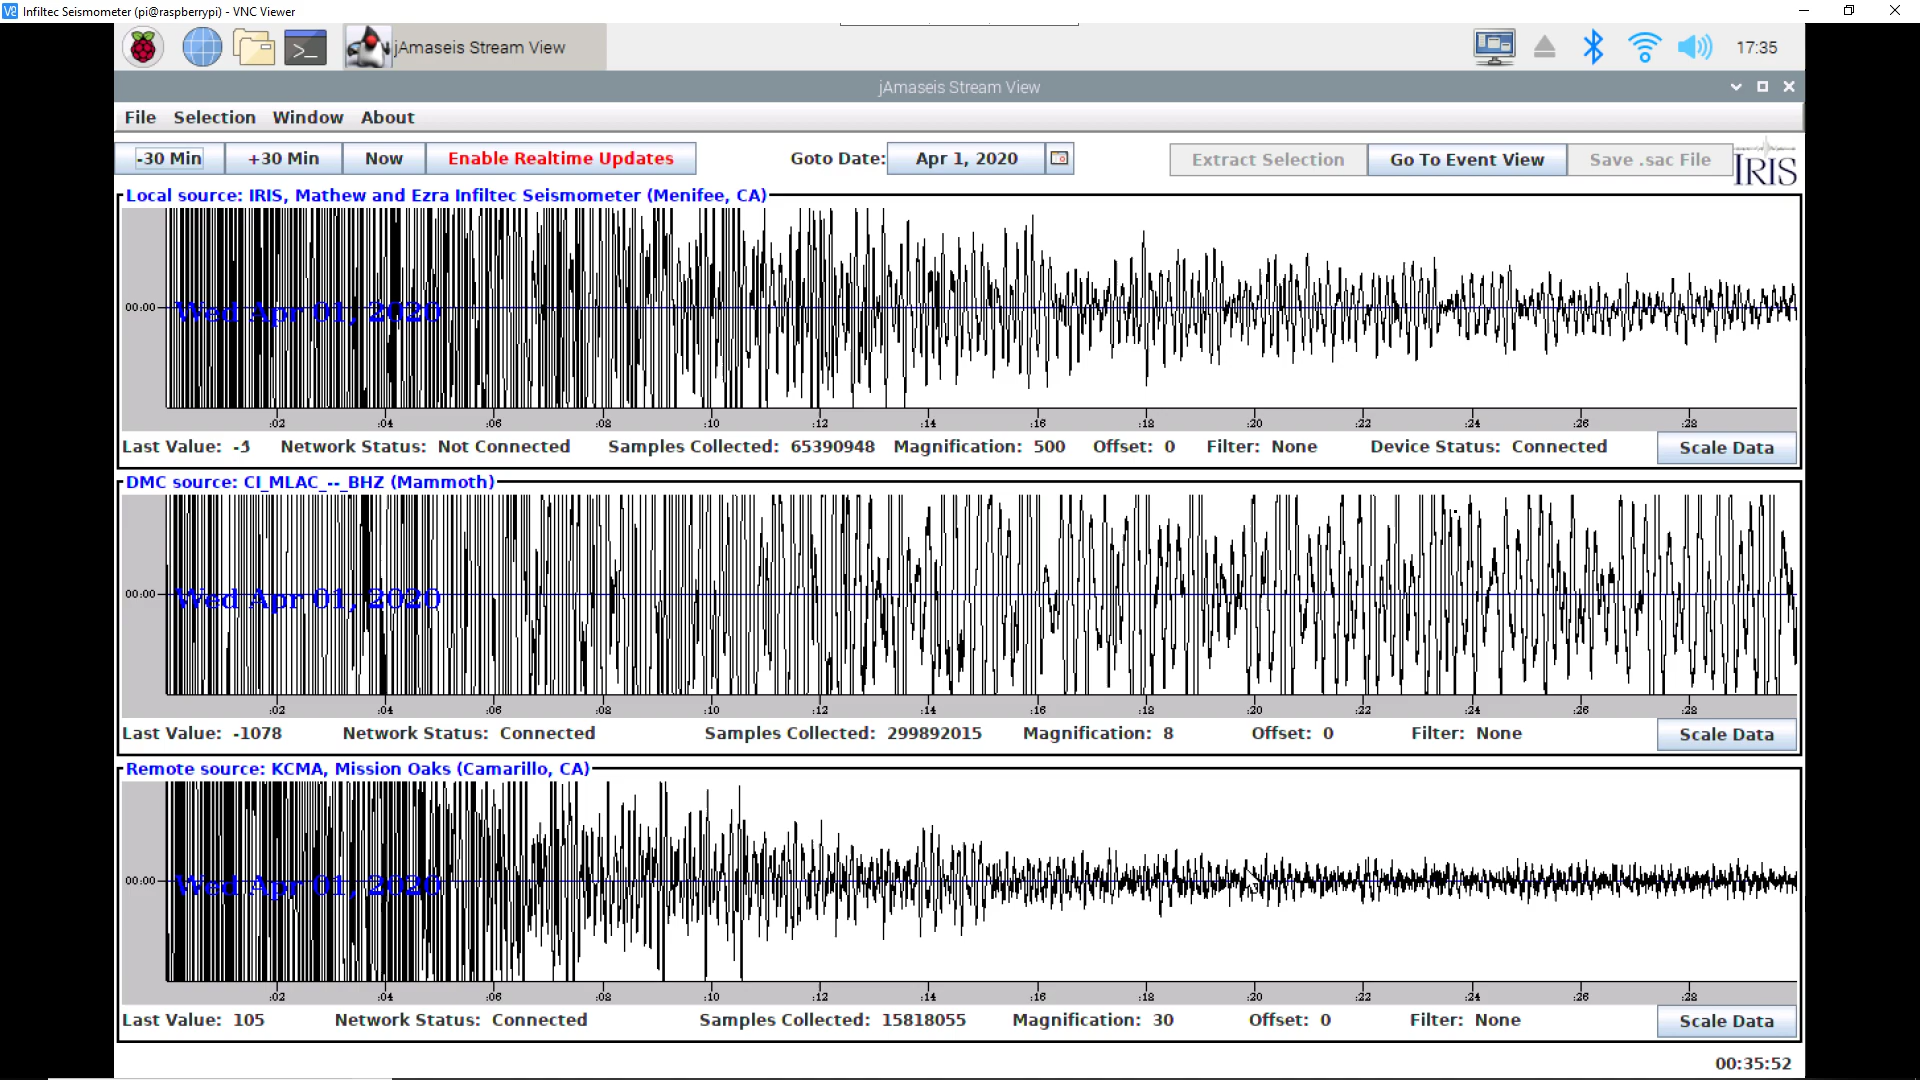 Infiltec Seismometer (pi@raspberrypi) - VNC Viewer
jAmaseis Stream View 17:35
jAmaseis Stream View
File Selection Window About
-30 Min +30 Min Now Enable Realtime Updates Goto Date: Apr 1, 2020 Extract Selection Go To Event View Save .sac File IRIS
Local source: IRIS, Mathew and Ezra Infiltec Seismometer (Menifee, CA)
00:00 Wed Apr 01, 2020
:02 :04 :06 :08 :10 :12 :14 :16 :18 :20 :22 :24 :26 :28
Last Value: Network Status: Not Connected Samples Collected: 65390948 Magnification: 500 Offset: 0 Filter: None Device Status: Connected Scale Data
DMC source: CI_MLAC_--_BHZ (Mammoth)
00:00 Wed Apr 01, 2020
:02 :04 :06 :08 :10 :12 :14 :16 :18 :20 :22 :24 :26 :28
Last Value: -1078 Network Status: Connected Samples Collected: 299892015 Magnification: 8 Offset: 0 Filter: None Scale Data
Remote source: KCMA, Mission Oaks (Camarillo, CA)
00:00 Wed Apr 01, 2020
:02 :04 :06 :08 :10 :12 :14 :16 :18 :20 :22 :24 :26 :28
Last Value: 105 Network Status: Connected Samples Collected: 15818055 Magnification: 30 Offset: 0 Filter: None Scale Data
00:35:52